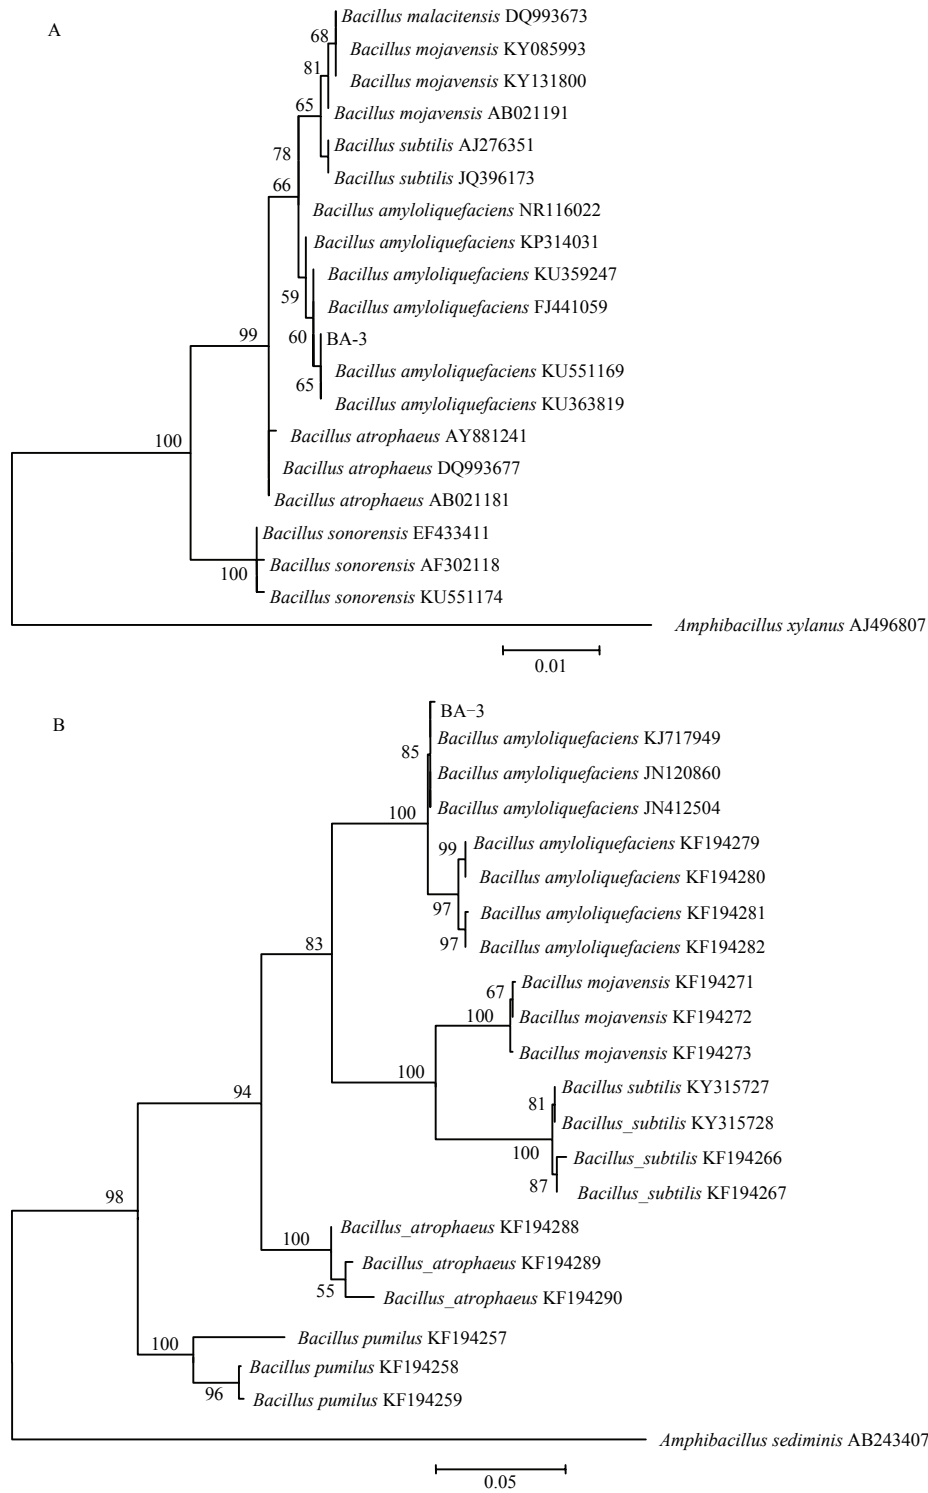 A
Bacillus malacitensis DQ993673
68
Bacillus mojavensis KY085993
81
Bacillus mojavensis KY131800
65
Bacillus mojavensis AB021191
Bacillus subtilis AJ276351
78
Bacillus subtilis JQ396173
66
Bacillus amyloliquefaciens NR116022
Bacillus amyloliquefaciens KP314031
Bacillus amyloliquefaciens KU359247
59
Bacillus amyloliquefaciens FJ441059
99
60
BA-3
Bacillus amyloliquefaciens KU551169
65
Bacillus amyloliquefaciens KU363819
Bacillus atrophaeus AY881241
100
Bacillus atrophaeus DQ993677
Bacillus atrophaeus AB021181
Bacillus sonorensis EF433411
Bacillus sonorensis AF302118
100
Bacillus sonorensis KU551174
Amphibacillus xylanus AJ496807
0.01
B
BA-3
Bacillus amyloliquefaciens KJ717949
85
Bacillus amyloliquefaciens JN120860
Bacillus amyloliquefaciens JN412504
100
Bacillus amyloliquefaciens KF194279
99
Bacillus amyloliquefaciens KF194280
97
Bacillus amyloliquefaciens KF194281
97
Bacillus amyloliquefaciens KF194282
83
Bacillus mojavensis KF194271
67
Bacillus mojavensis KF194272
100
Bacillus mojavensis KF194273
100
Bacillus subtilis KY315727
94
81
Bacillus_subtilis KY315728
100
Bacillus_subtilis KF194266
87
Bacillus_subtilis KF194267
98
Bacillus_atrophaeus KF194288
100
Bacillus_atrophaeus KF194289
55
Bacillus_atrophaeus KF194290
Bacillus pumilus KF194257
100
Bacillus pumilus KF194258
96
Bacillus pumilus KF194259
Amphibacillus sediminis AB243407
0.05